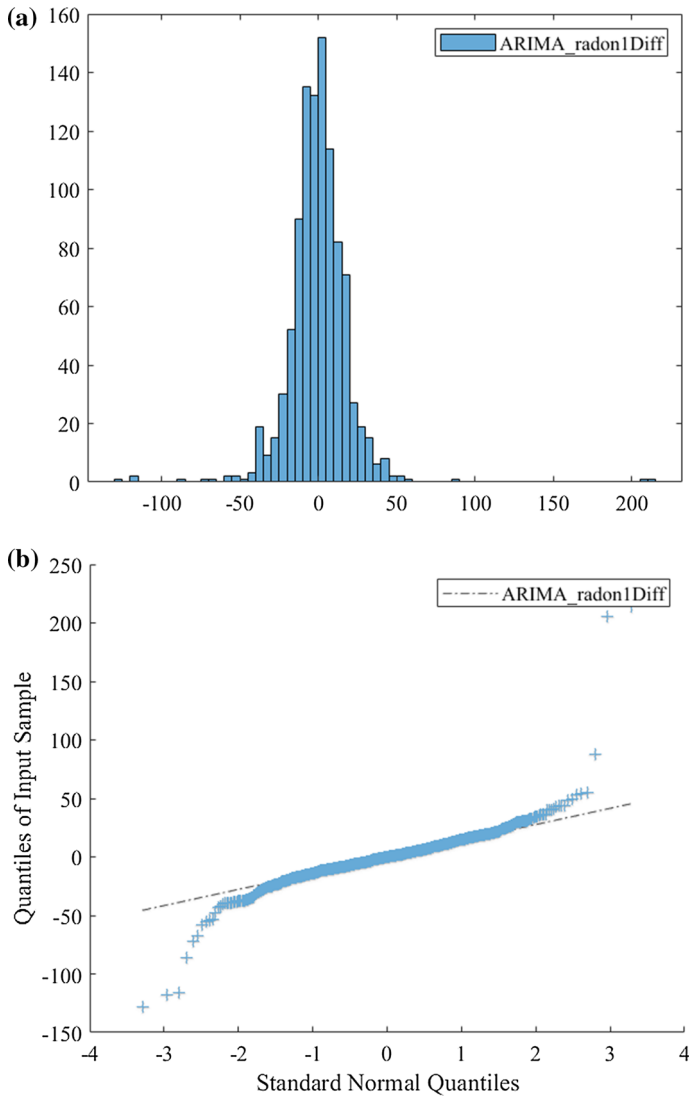 (a)
160
140
120
100
80
60
40
20
0
ARIMA_radon1Diff
-100 -50 0 50 100 150 200
(b)
250
200
150
100
50
0
-50
-100
-150
Quantiles of Input Sample
ARIMA_radon1Diff
-4 -3 -2 -1 0 1 2 3 4
Standard Normal Quantiles